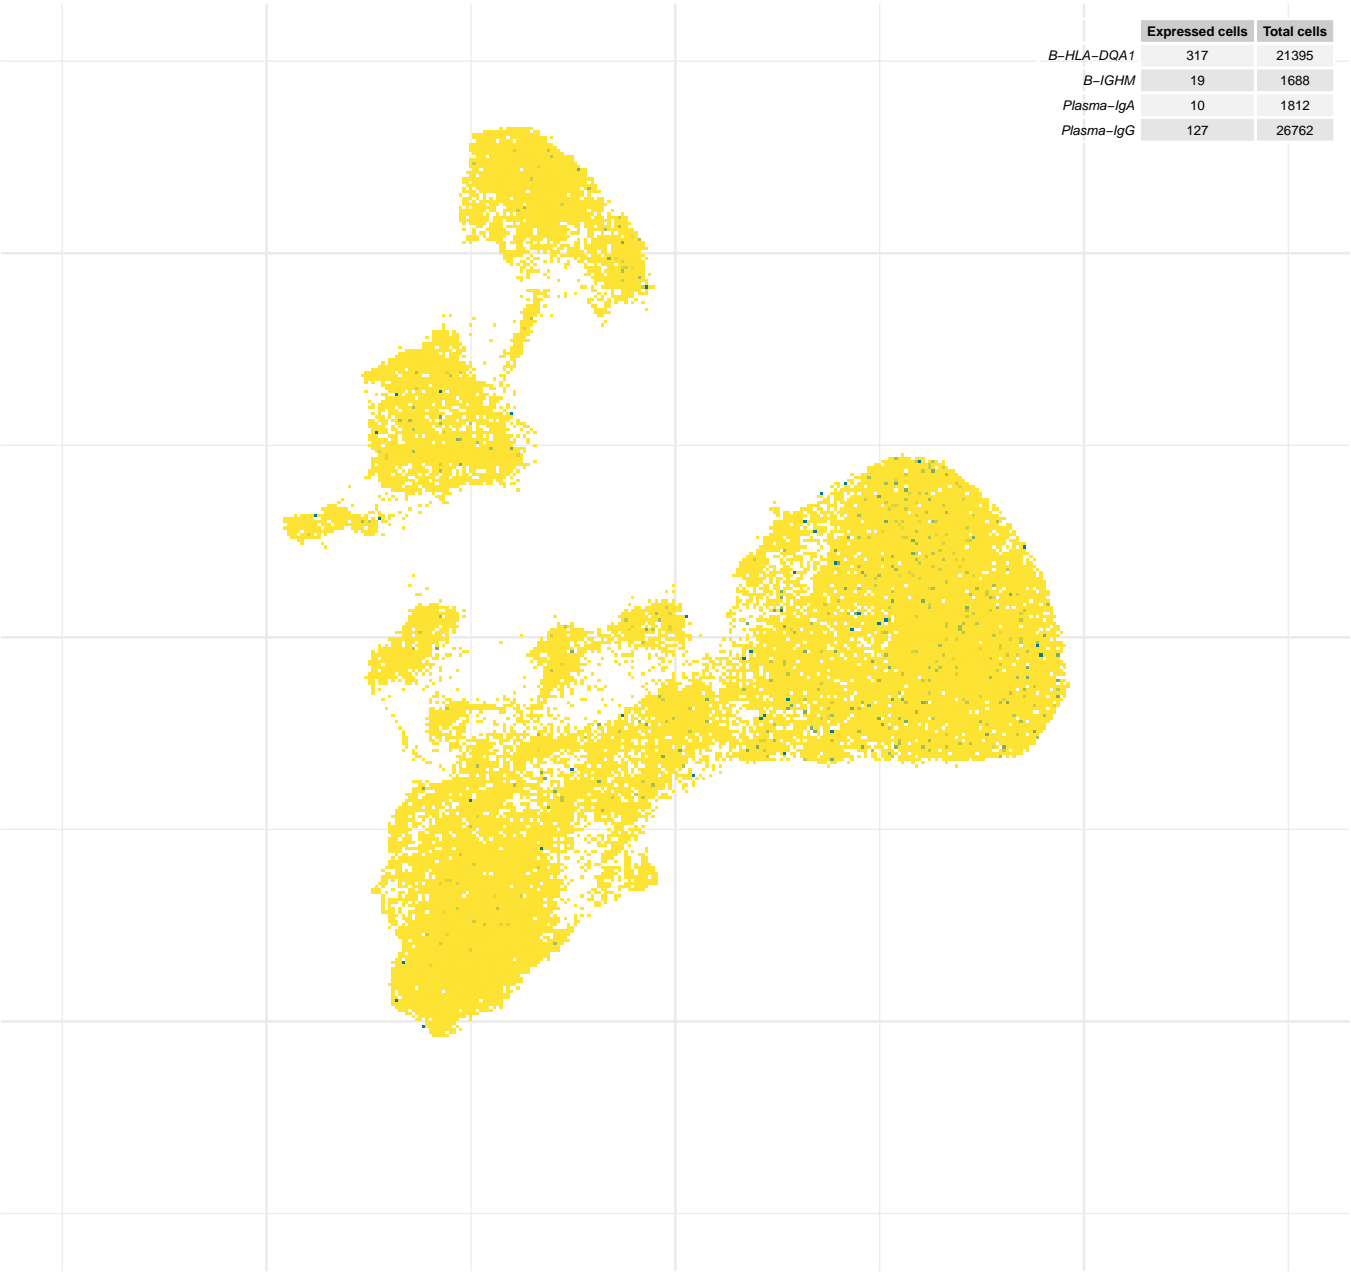 Expressed cells Total cells
B−HLA−DQA1 317 21395
B−IGHM 19 1688
Plasma−IgA 10 1812
Plasma−IgG 127 26762